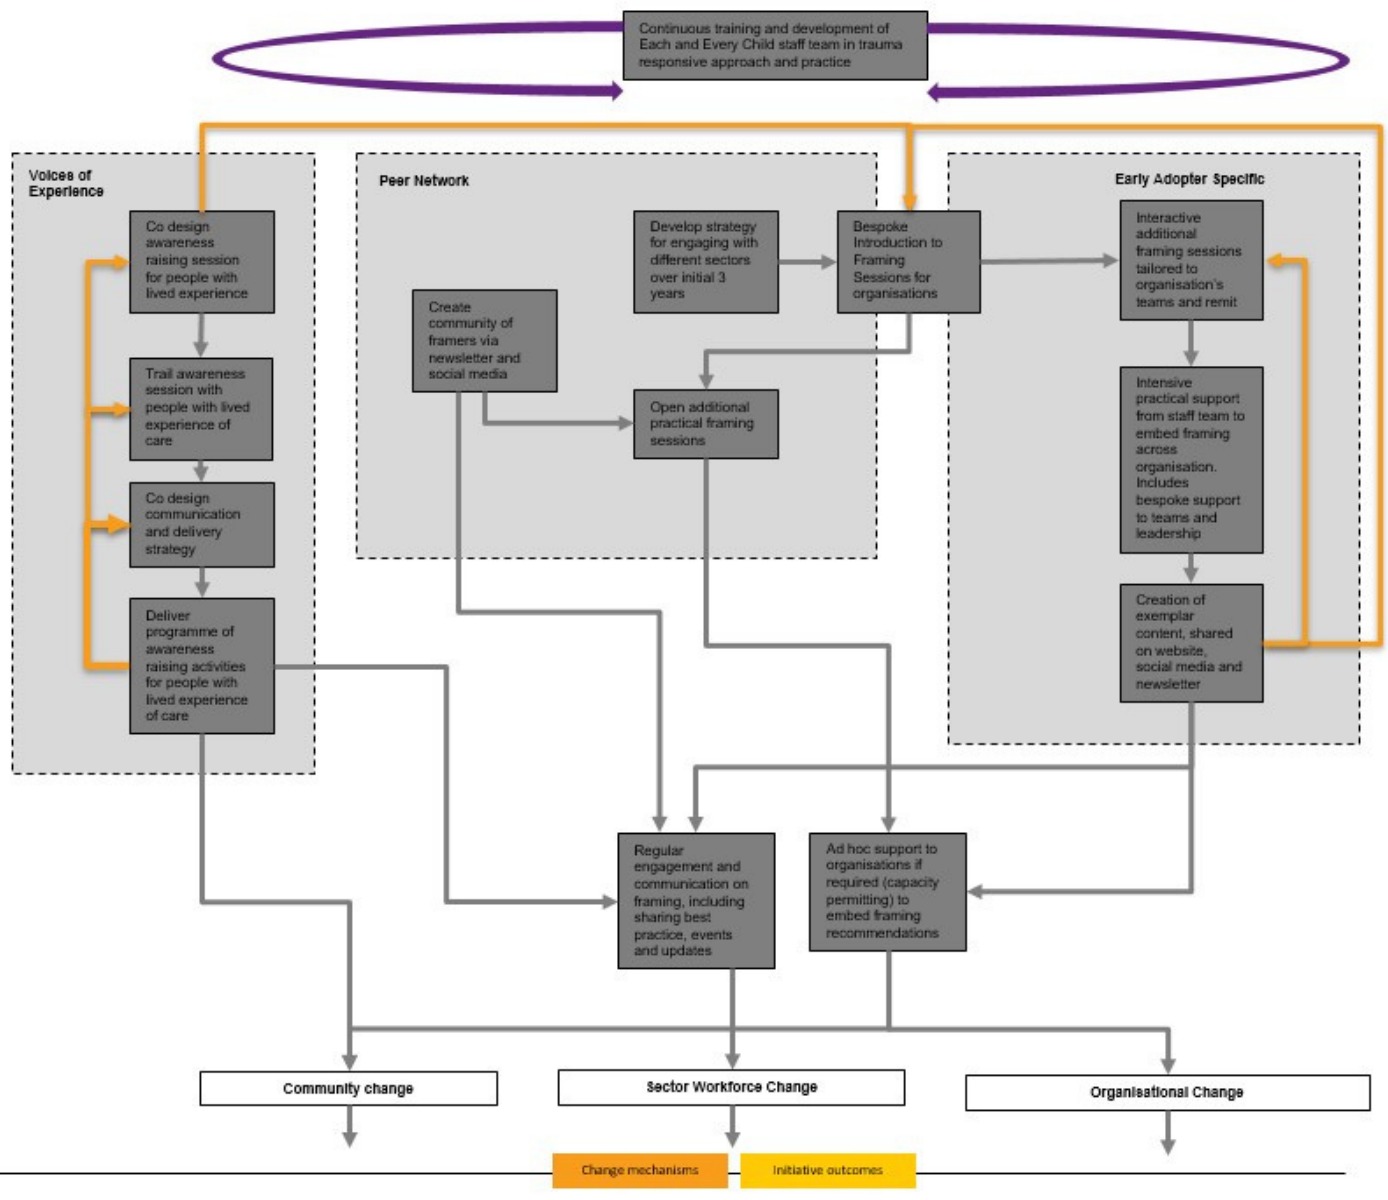 Continuous training and development of
Each and Every Child staff team in trauma
responsive approach and practice
Voices of
Experience
Co design
awareness
raising session
for people with
lived experience
Trail awareness
session with
people with lived
experience of
care
Co design
communication
and delivery
strategy
Deliver
programme of
awareness
raising activities
for people with
lived experience
of care
Peer Network
Create
community of
framers via
newsletter and
social media
Develop strategy
for engaging with
different sectors
over initial 3
years
Bespoke
Introduction to
Framing
Sessions for
organisations
Open additional
practical framing
sessions
Early Adopter Specific
Interactive
additional
framing sessions
tailored to
organisation's
teams and remit
Intensive
practical support
from staff team to
embed framing
across
organisation.
Includes
bespoke support
to teams and
leadership
Creation of
exemplar
content, shared
on website,
social media and
newsletter
Regular
engagement and
communication on
framing, including
sharing best
practice, events
and updates
Ad hoc support to
organisations if
required (capacity
permitting) to
embed framing
recommendations
Community change
Sector Workforce Change
Organisational Change
Change mechanisms
Initiative outcomes